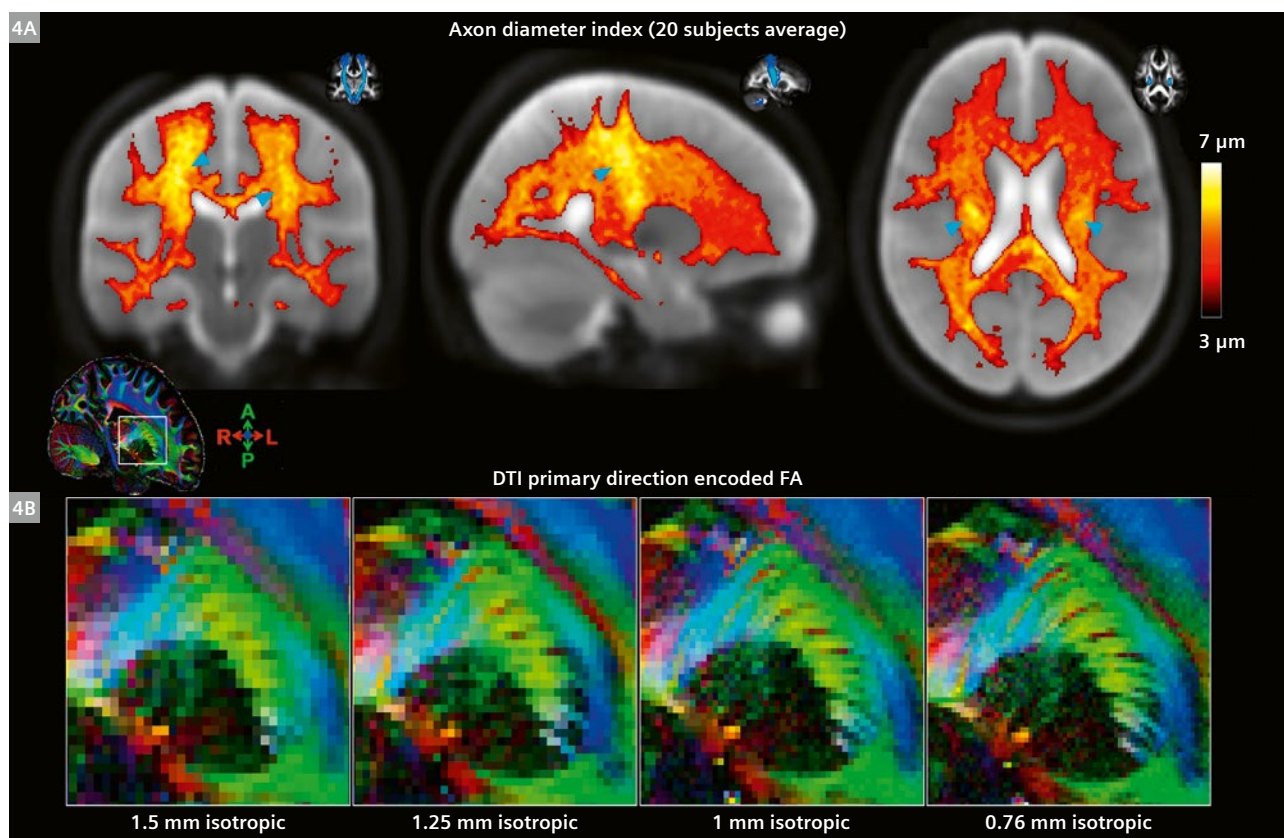 4A
Axon diameter index (20 subjects average)
7 µm
3 µm
A
R L
P
DTI primary direction encoded FA
4B
1.5 mm isotropic
1.25 mm isotropic
1 mm isotropic
0.76 mm isotropic